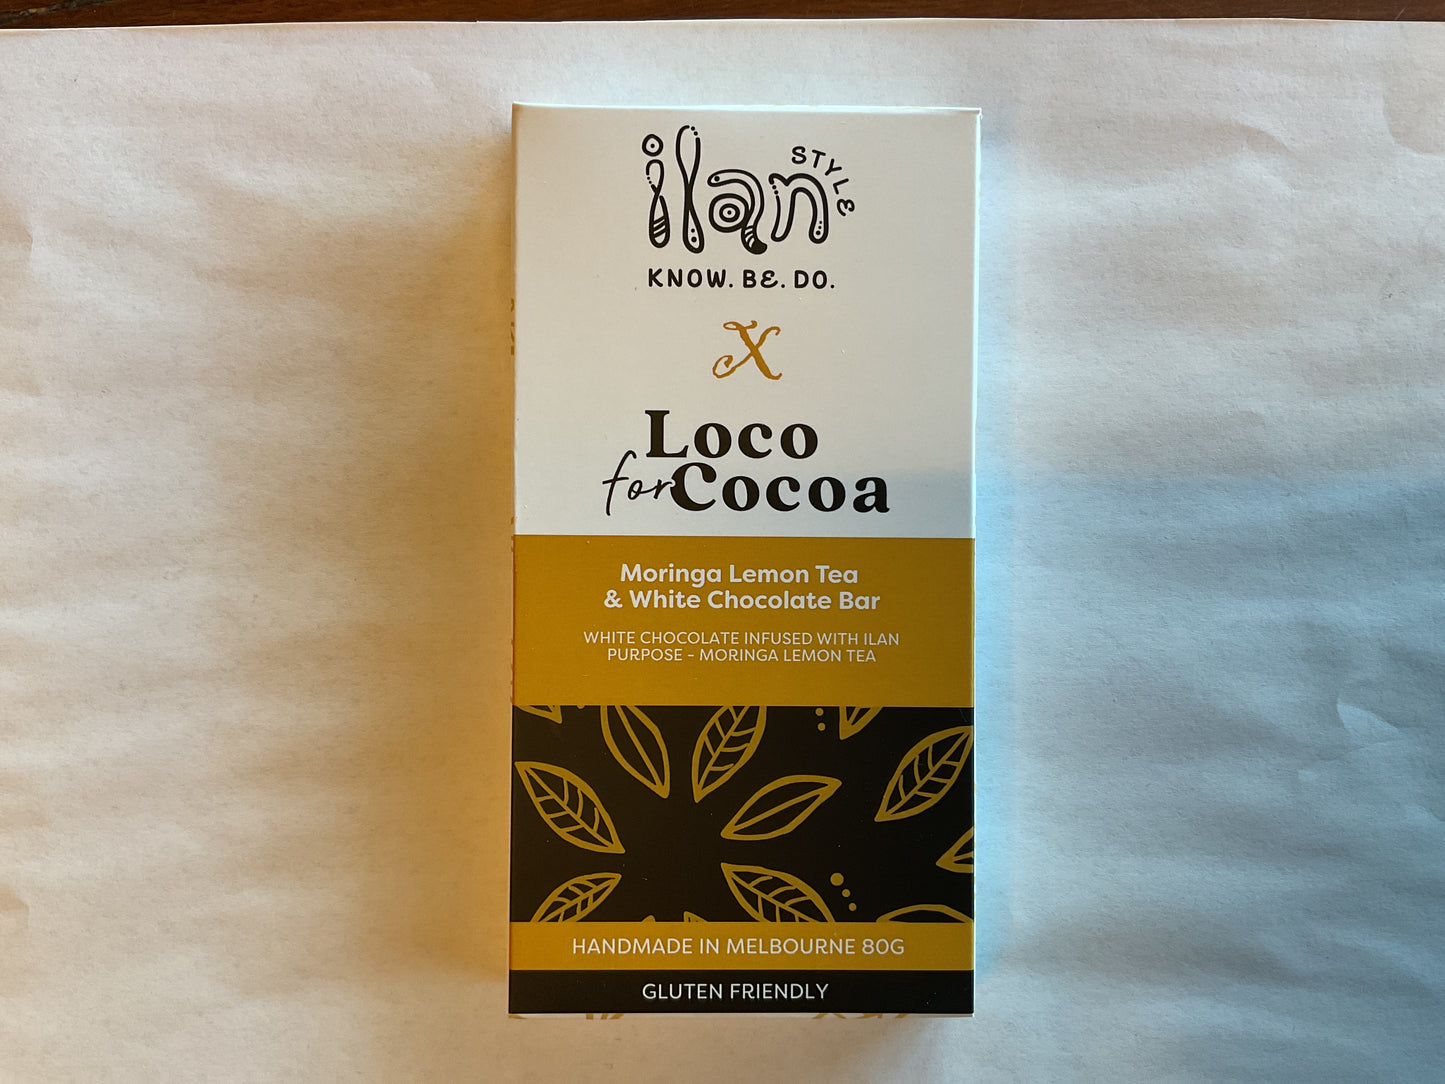 ilan STYLE
KNOW. BE. DO.
X
Loco
for Cocoa
Moringa Lemon Tea
& White Chocolate Bar
WHITE CHOCOLATE INFUSED WITH ILAN
PURPOSE - MORINGA LEMON TEA
HANDMADE IN MELBOURNE 80G
GLUTEN FRIENDLY